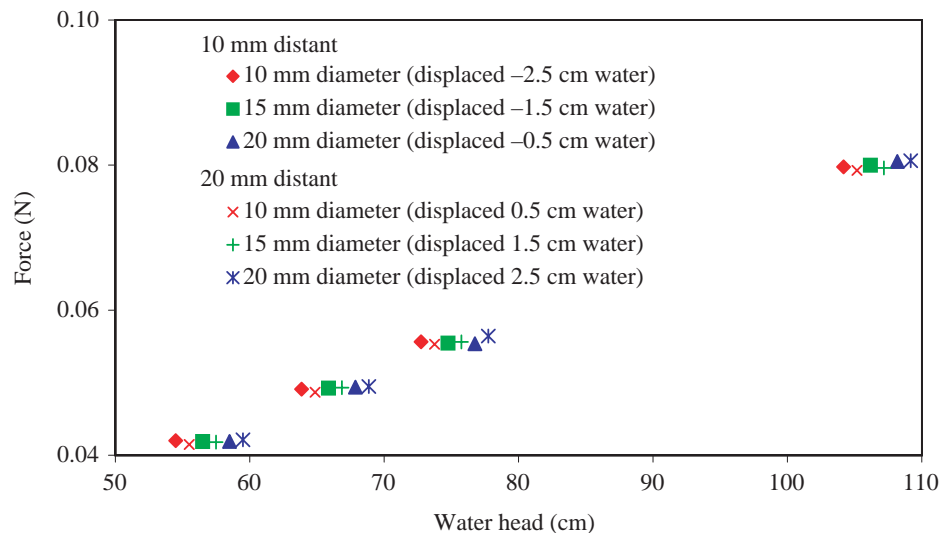 0.10
10 mm distant
10 mm diameter (displaced –2.5 cm water)
15 mm diameter (displaced –1.5 cm water)
20 mm diameter (displaced –0.5 cm water)
0.08
20 mm distant
10 mm diameter (displaced 0.5 cm water)
15 mm diameter (displaced 1.5 cm water)
20 mm diameter (displaced 2.5 cm water)
Force (N)
0.06
0.04
50 60 70 80 90 100 110
Water head (cm)